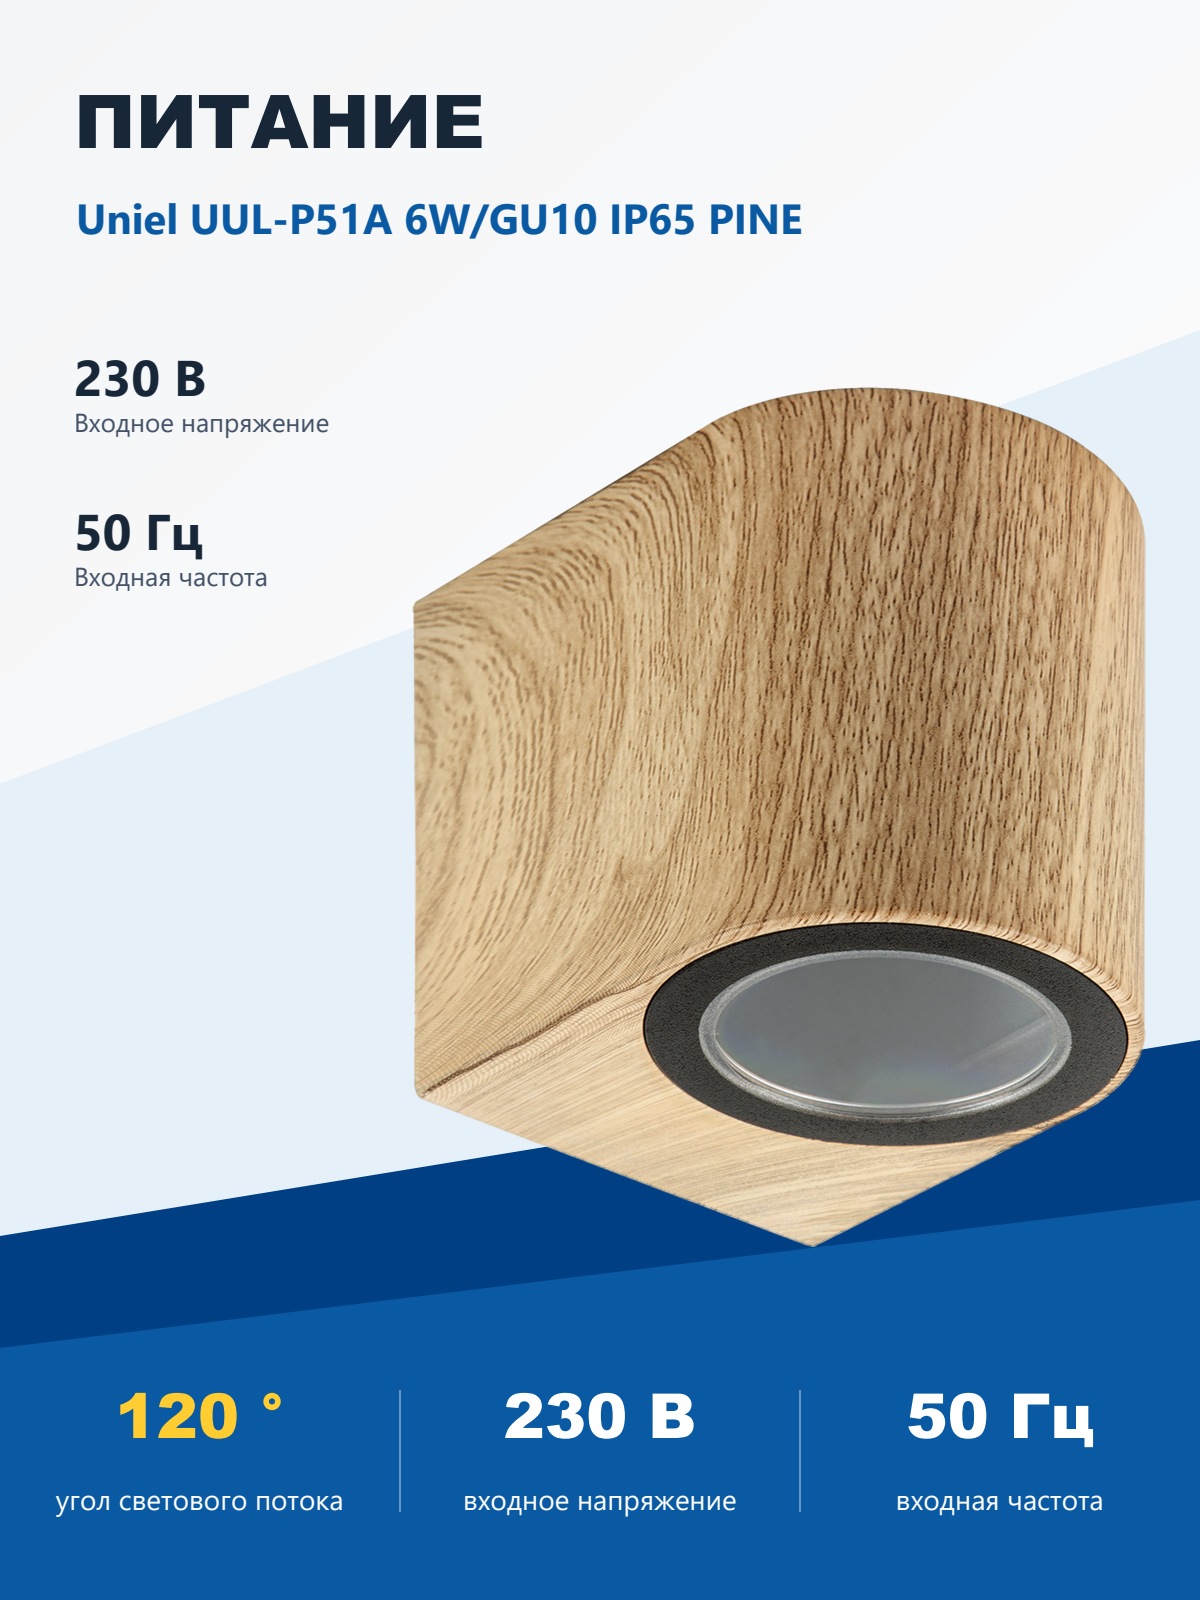 ПИТАНИЕ
Uniel UUL-P51A 6W/GU10 IP65 PINE
230 В
Входное напряжение
50 Гц
Входная частота
120 °
угол светового потока
230 В
входное напряжение
50 Гц
входная частота